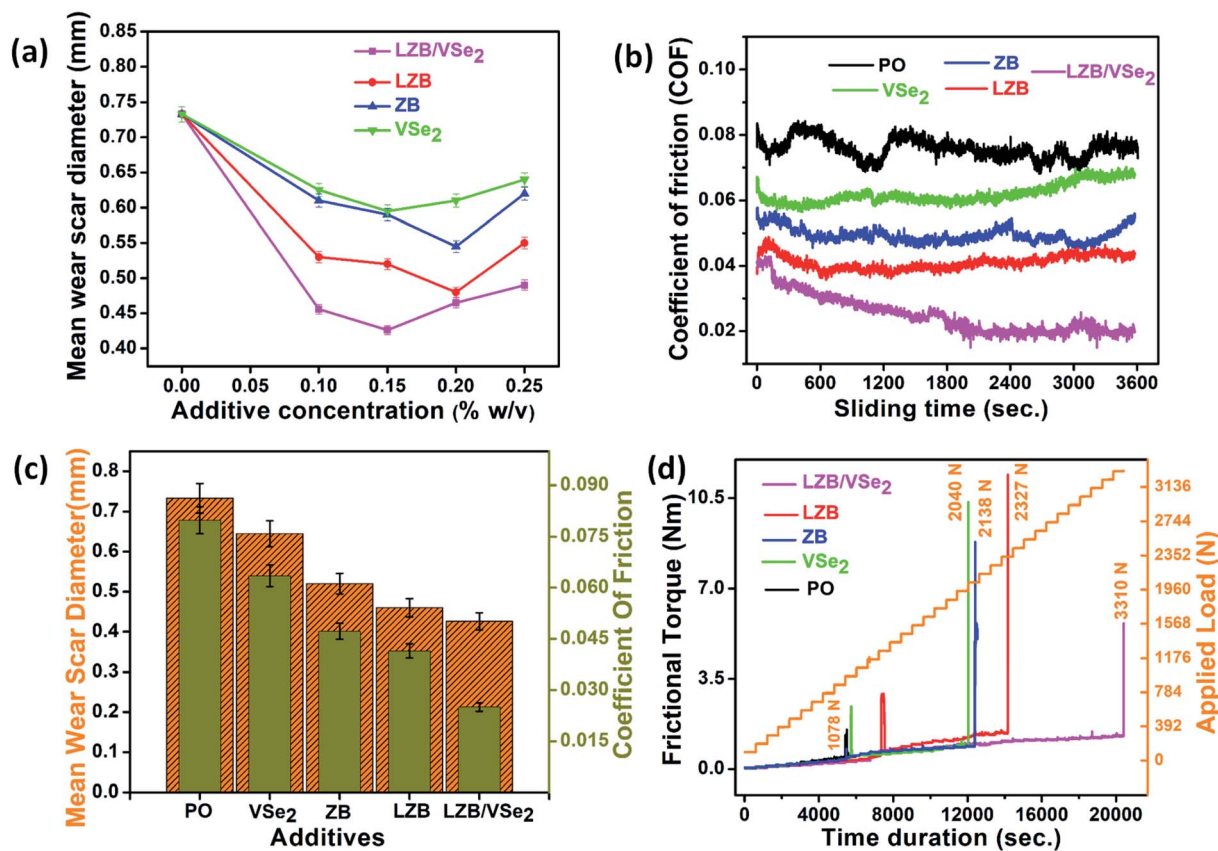 (a)
Mean wear scar diameter (mm)
0.85
0.80
0.75
0.70
0.65
0.60
0.55
0.50
0.45
0.40
LZB/VSe₂
LZB
ZB
VSe₂
0.00 0.05 0.10 0.15 0.20 0.25
Additive concentration (% w/v)
(b)
Coefficient of friction (COF)
0.10
0.08
0.06
0.04
0.02
PO ZB LZB/VSe₂
VSe₂ LZB
0 600 1200 1800 2400 3000 3600
Sliding time (sec.)
(c)
Mean Wear Scar Diameter(mm)
0.8
0.7
0.6
0.5
0.4
0.3
0.2
0.1
0.0
PO VSe₂ ZB LZB LZB/VSe₂
Additives
0.090
0.075
0.060
0.045
0.030
0.015
Coefficient Of Friction
(d)
Frictional Torque (Nm)
10.5
7.0
3.5
0.0
LZB/VSe₂
LZB
ZB
VSe₂
PO
1078 N
2040 N
2138 N
2327 N
3310 N
0 4000 8000 12000 16000 20000
Time duration (sec.)
3136
2744
2352
1960
1568
1176
784
392
0
Applied Load (N)